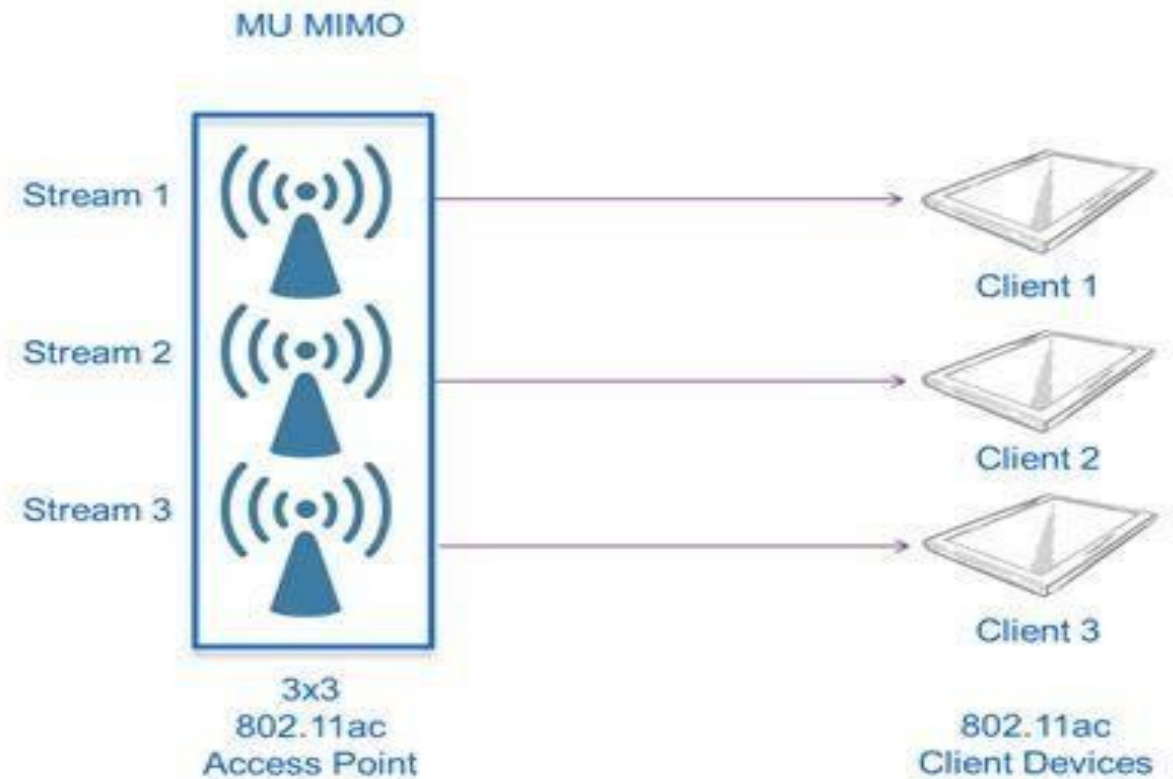 MU MIMO
Stream 1
Client 1
Stream 2
Client 2
Stream 3
Client 3
3x3
802.11ac
Access Point
802.11ac
Client Devices